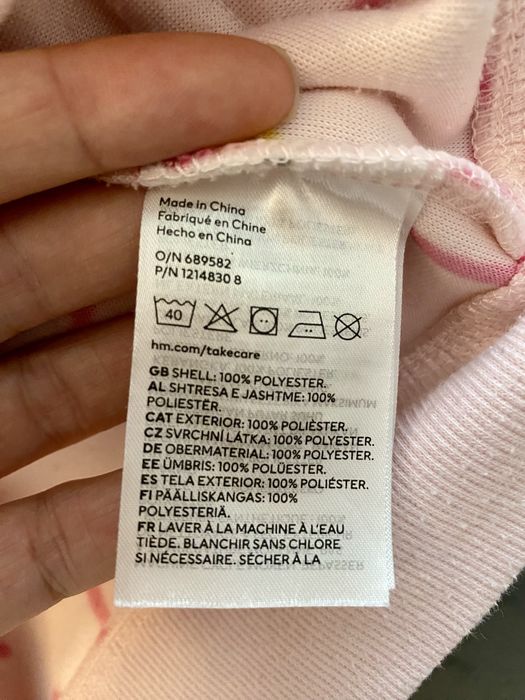 Made in China
Fabriqué en Chine
Hecho en China
O/N 689582
P/N 1214830 8
40
hm.com/takecare
GB SHELL: 100% POLYESTER.
AL SHTRESA E JASHTME: 100%
POLIESTËR.
CAT EXTERIOR: 100% POLIÈSTER.
CZ SVRCHNÍ LÁTKA: 100% POLYESTER.
DE OBERMATERIAL: 100% POLYESTER.
EE ÜMBRIS: 100% POLÜESTER.
ES TELA EXTERIOR: 100% POLIÉSTER.
FI PÄÄLLISKANGAS: 100%
POLYESTERIÄ.
FR LAVER À LA MACHINE À L'EAU
TIÈDE. BLANCHIR SANS CHLORE
SI NÉCESSAIRE. SÉCHER À LA